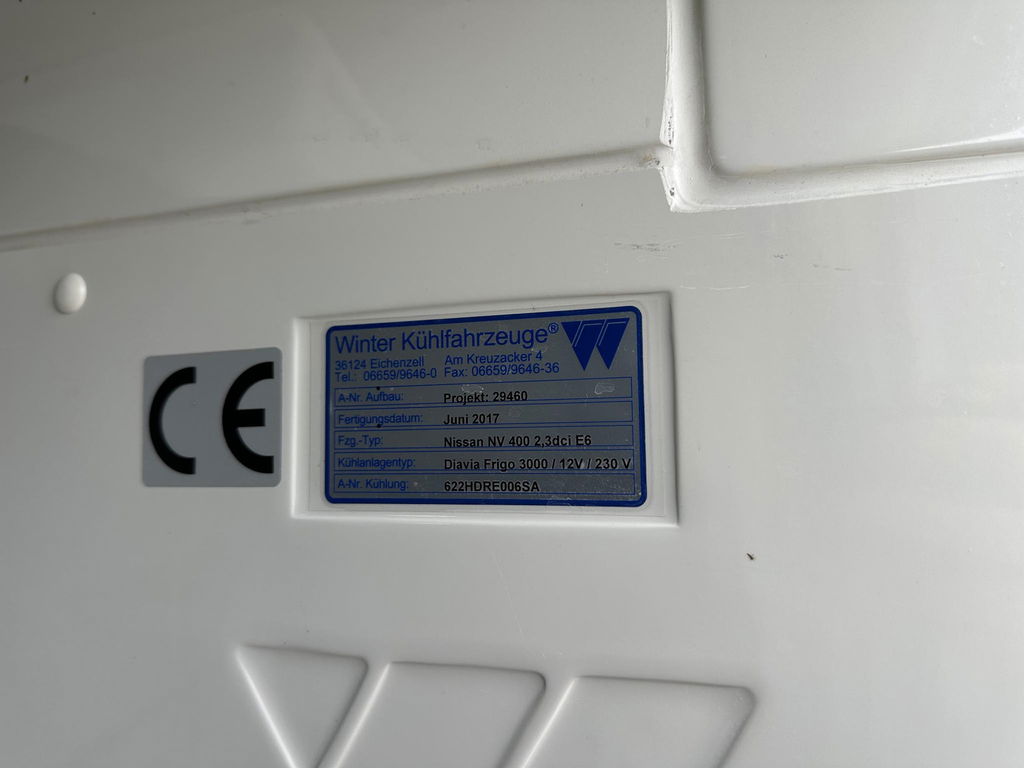 CE
Winter Kühlfahrzeuge®
36124 Eichenzell Am Kreuzacker 4
Tel.: 06659/9646-0 Fax: 06659/9646-36
A-Nr. Aufbau: Projekt: 29460
Fertigungsdatum: Juni 2017
Fzg.-Typ: Nissan NV 400 2,3dci E6
Kühlanlagentyp: Diavia Frigo 3000 / 12V / 230 V
A-Nr. Kühlung: 622HDRE006SA